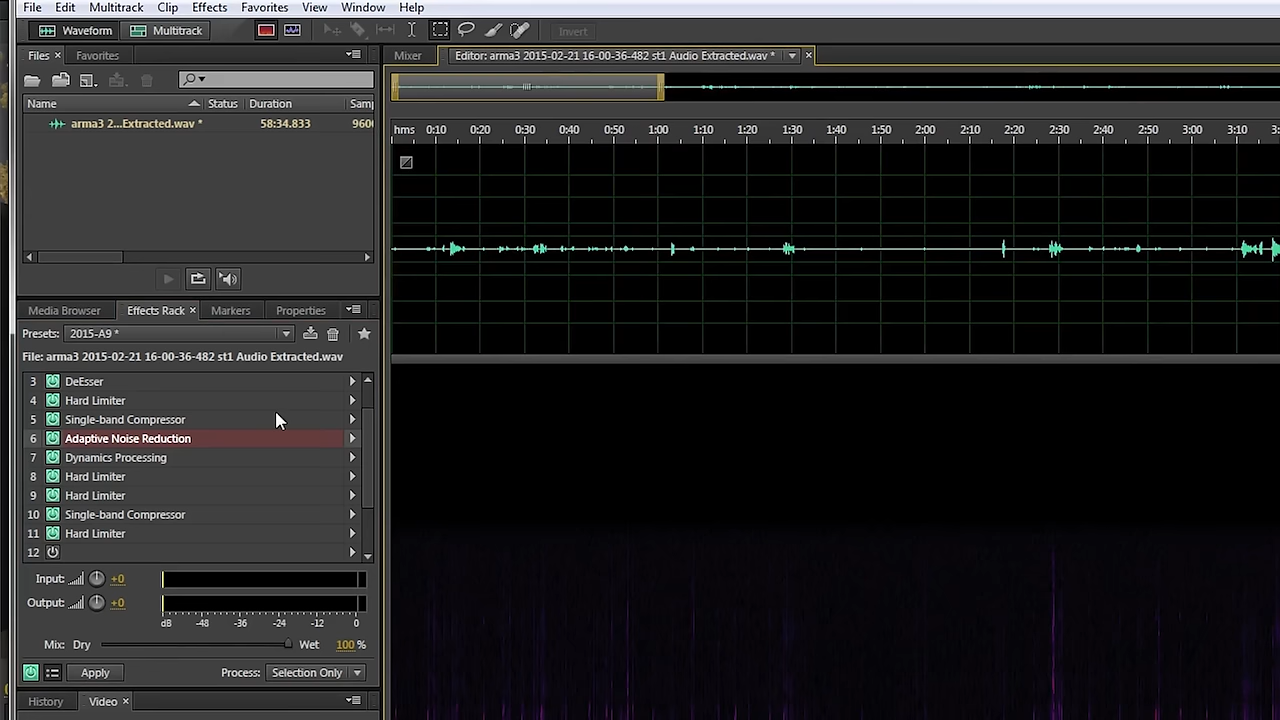 File Edit Multitrack Clip Effects Favorites View Window Help
Waveform Multitrack Invert
Files × Favorites
Mixer Editor: arma3 2015-02-21 16-00-36-482 st1 Audio Extracted.wav * ×
Name Status Duration Samp
arma3 2...Extracted.wav * 58:34.833 9600
hms 0:10 0:20 0:30 0:40 0:50 1:00 1:10 1:20 1:30 1:40 1:50 2:00 2:10 2:20 2:30 2:40 2:50 3:00 3:10 3:
Media Browser Effects Rack × Markers Properties
Presets: 2015-A9 *
File: arma3 2015-02-21 16-00-36-482 st1 Audio Extracted.wav
3 DeEsser
4 Hard Limiter
5 Single-band Compressor
6 Adaptive Noise Reduction
7 Dynamics Processing
8 Hard Limiter
9 Hard Limiter
10 Single-band Compressor
11 Hard Limiter
12
Input: +0
Output: +0
dB -48 -36 -24 -12 0
Mix: Dry Wet 100 %
Apply Process: Selection Only
History Video ×